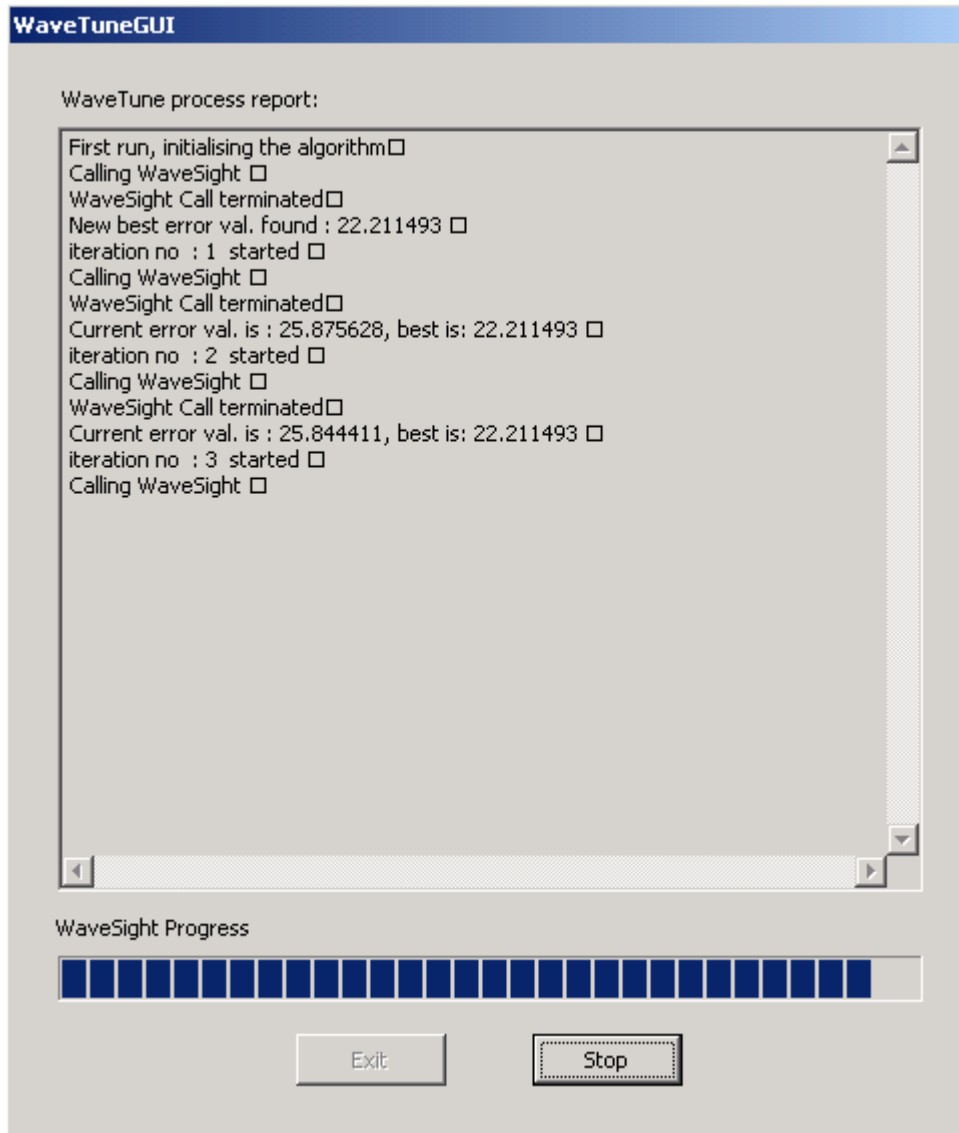 WaveTuneGUI
WaveTune process report:
First run, initialising the algorithm□
Calling WaveSight □
WaveSight Call terminated□
New best error val. found : 22.211493 □
iteration no  : 1  started □
Calling WaveSight □
WaveSight Call terminated□
Current error val. is : 25.875628, best is: 22.211493 □
iteration no  : 2  started □
Calling WaveSight □
WaveSight Call terminated□
Current error val. is : 25.844411, best is: 22.211493 □
iteration no  : 3  started □
Calling WaveSight □
WaveSight Progress
Exit
Stop